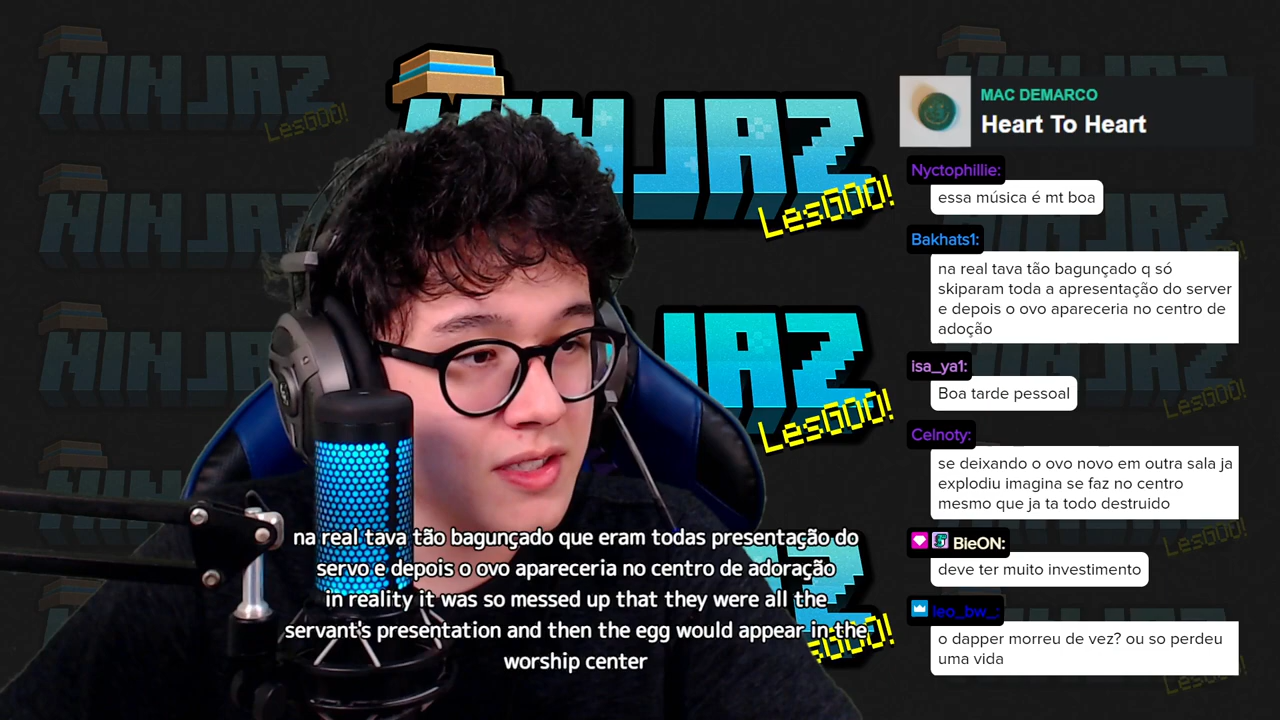 NINJAZ
LesGOO!
NINJAZ
LesGOO!
MAC DEMARCO
Heart To Heart
Nyctophillie:
essa música é mt boa
Bakhats1:
na real tava tão bagunçado q só
skiparam toda a apresentação do server
e depois o ovo apareceria no centro de
adoção
isa_ya1:
Boa tarde pessoal
Celnoty:
se deixando o ovo novo em outra sala ja
explodiu imagina se faz no centro
mesmo que ja ta todo destruido
BieON:
deve ter muito investimento
leo_bw_:
o dapper morreu de vez? ou so perdeu
uma vida
na real tava tão bagunçado que eram todas presentação do
servo e depois o ovo apareceria no centro de adoração
in reality it was so messed up that they were all the
servant's presentation and then the egg would appear in the
worship center